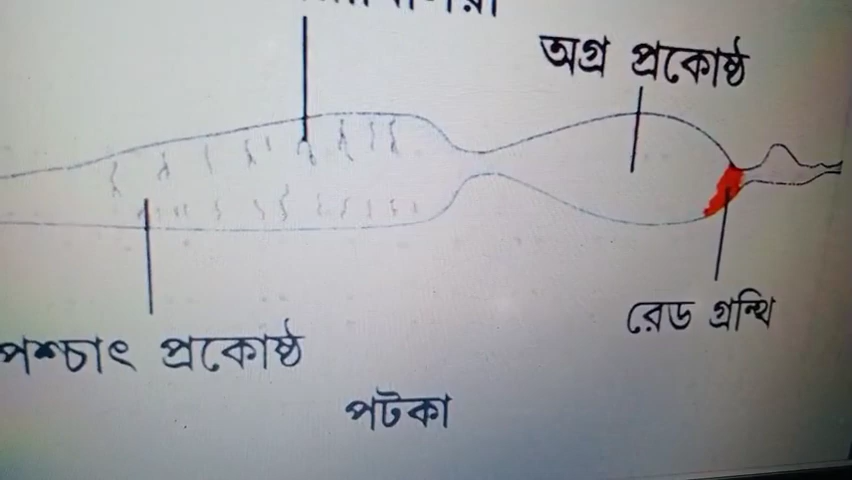 অগ্র প্রকোষ্ঠ
রেড গ্রন্থি
পশ্চাৎ প্রকোষ্ঠ
পটকা